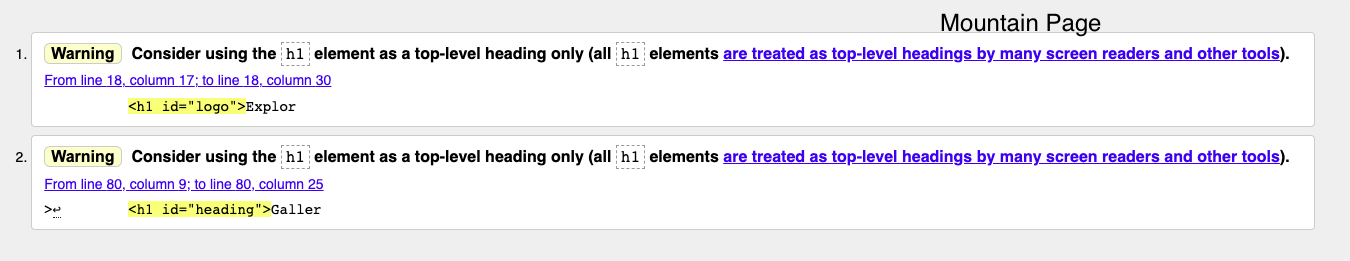 Mountain Page
1. Warning Consider using the h1 element as a top-level heading only (all h1 elements are treated as top-level headings by many screen readers and other tools).
From line 18, column 17; to line 18, column 30
<h1 id="logo">Explor
2. Warning Consider using the h1 element as a top-level heading only (all h1 elements are treated as top-level headings by many screen readers and other tools).
From line 80, column 9; to line 80, column 25
>↩ <h1 id="heading">Galler